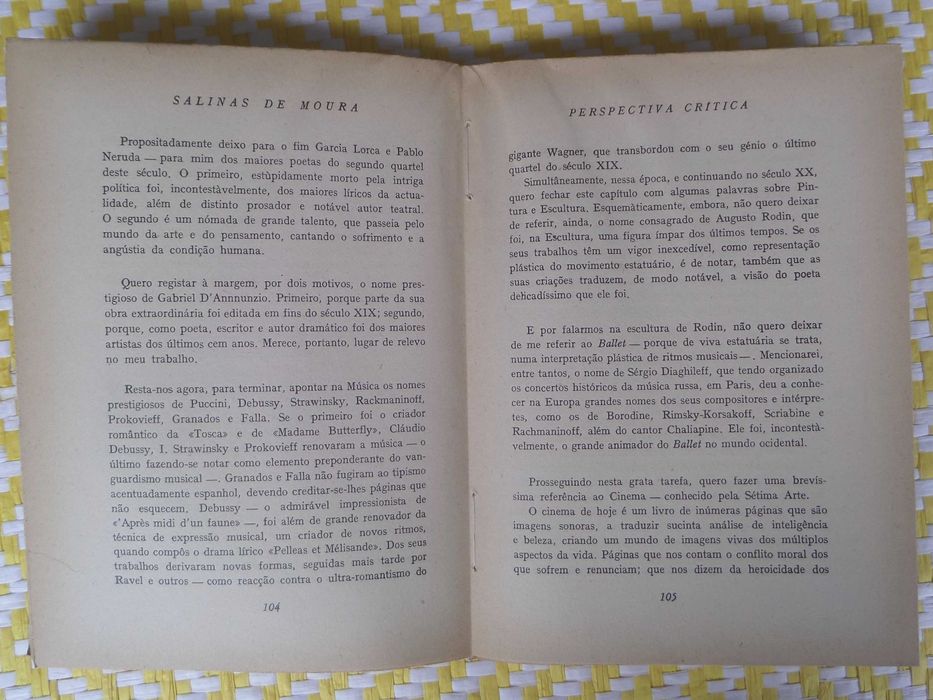 SALINAS DE MOURA
Propositadamente deixo para o fim Garcia Lorca e Pablo
Neruda — para mim dos maiores poetas do segundo quartel
deste século. O primeiro, estùpidamente morto pela intriga
política foi, incontestàvelmente, dos maiores líricos da actua-
lidade, além de distinto prosador e notável autor teatral.
O segundo é um nómada de grande talento, que passeia pelo
mundo da arte e do pensamento, cantando o sofrimento e a
angústia da condição humana.
Quero registar à margem, por dois motivos, o nome pres-
tigioso de Gabriel D'Annnunzio. Primeiro, porque parte da sua
obra extraordinária foi editada em fins do século XIX; segundo,
porque, como poeta, escritor e autor dramático foi dos maiores
artistas dos últimos cem anos. Merece, portanto, lugar de relevo
no meu trabalho.
Resta-nos agora, para terminar, apontar na Música os nomes
prestigiosos de Puccini, Debussy, Strawinsky, Rackmaninoff,
Prokovieff, Granados e Falla. Se o primeiro foi o criador
romântico da «Tosca» e de «Madame Butterfly», Cláudio
Debussy, I. Strawinsky e Prokovieff renovaram a música — o
último fazendo-se notar como elemento preponderante do van-
guardismo musical —. Granados e Falla não fugiram ao tipismo
acentuadamente espanhol, devendo creditar-se-lhes páginas que
não esquecem. Debussy — o admirável impressionista de
«'Après midi d'un faune» —, foi além de grande renovador da
técnica de expressão musical, um criador de novos ritmos,
quando compôs o drama lírico «Pelleas et Mélisande». Dos seus
trabalhos derivaram novas formas, seguidas mais tarde por
Ravel e outros — como reacção contra o ultra-romantismo do
104
PERSPECTIVA CRÍTICA
gigante Wagner, que transbordou com o seu génio o último
quartel do século XIX.
Simultâneamente, nessa época, e continuando no século XX,
quero fechar este capítulo com algumas palavras sobre Pin-
tura e Escultura. Esquemàticamente, embora, não quero deixar
de referir, ainda, o nome consagrado de Augusto Rodin, que
foi, na Escultura, uma figura ímpar dos últimos tempos. Se os
seus trabalhos têm um vigor inexcedível, como representação
plástica do movimento estatuário, é de notar, também que as
suas criações traduzem, de modo notável, a visão do poeta
delicadíssimo que ele foi.
E por falarmos na escultura de Rodin, não quero deixar
de me referir ao Ballet — porque de viva estatuária se trata,
numa interpretação plástica de ritmos musicais —. Mencionarei,
entre tantos, o nome de Sérgio Diaghileff, que tendo organizado
os concertos históricos da música russa, em Paris, deu a conhe-
cer na Europa grandes nomes dos seus compositores e intérpre-
tes, como os de Borodine, Rimsky-Korsakoff, Scriabine e
Rachmaninoff, além do cantor Chaliapine. Ele foi, incontestà-
velmente, o grande animador do Ballet no mundo ocidental.
Prosseguindo nesta grata tarefa, quero fazer uma brevís-
sima referência ao Cinema — conhecido pela Sétima Arte.
O cinema de hoje é um livro de inúmeras páginas que são
imagens sonoras, a traduzir sucinta análise de inteligência
e beleza, criando um mundo de imagens vivas dos múltiplos
aspectos da vida. Páginas que nos contam o conflito moral dos
que sofrem e renunciam; que nos dizem da heroicidade dos
105